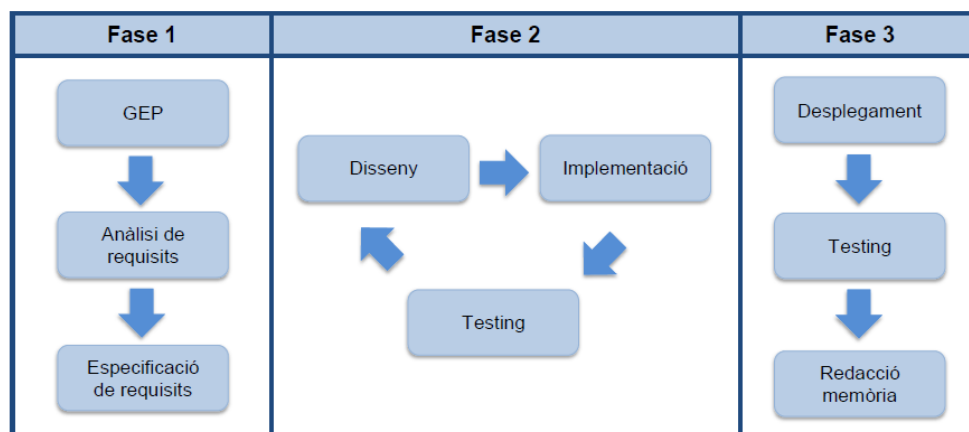 Fase 1
Fase 2
Fase 3
GEP
Anàlisi de
requisits
Especificació
de requisits
Disseny
Implementació
Testing
Desplegament
Testing
Redacció
memòria